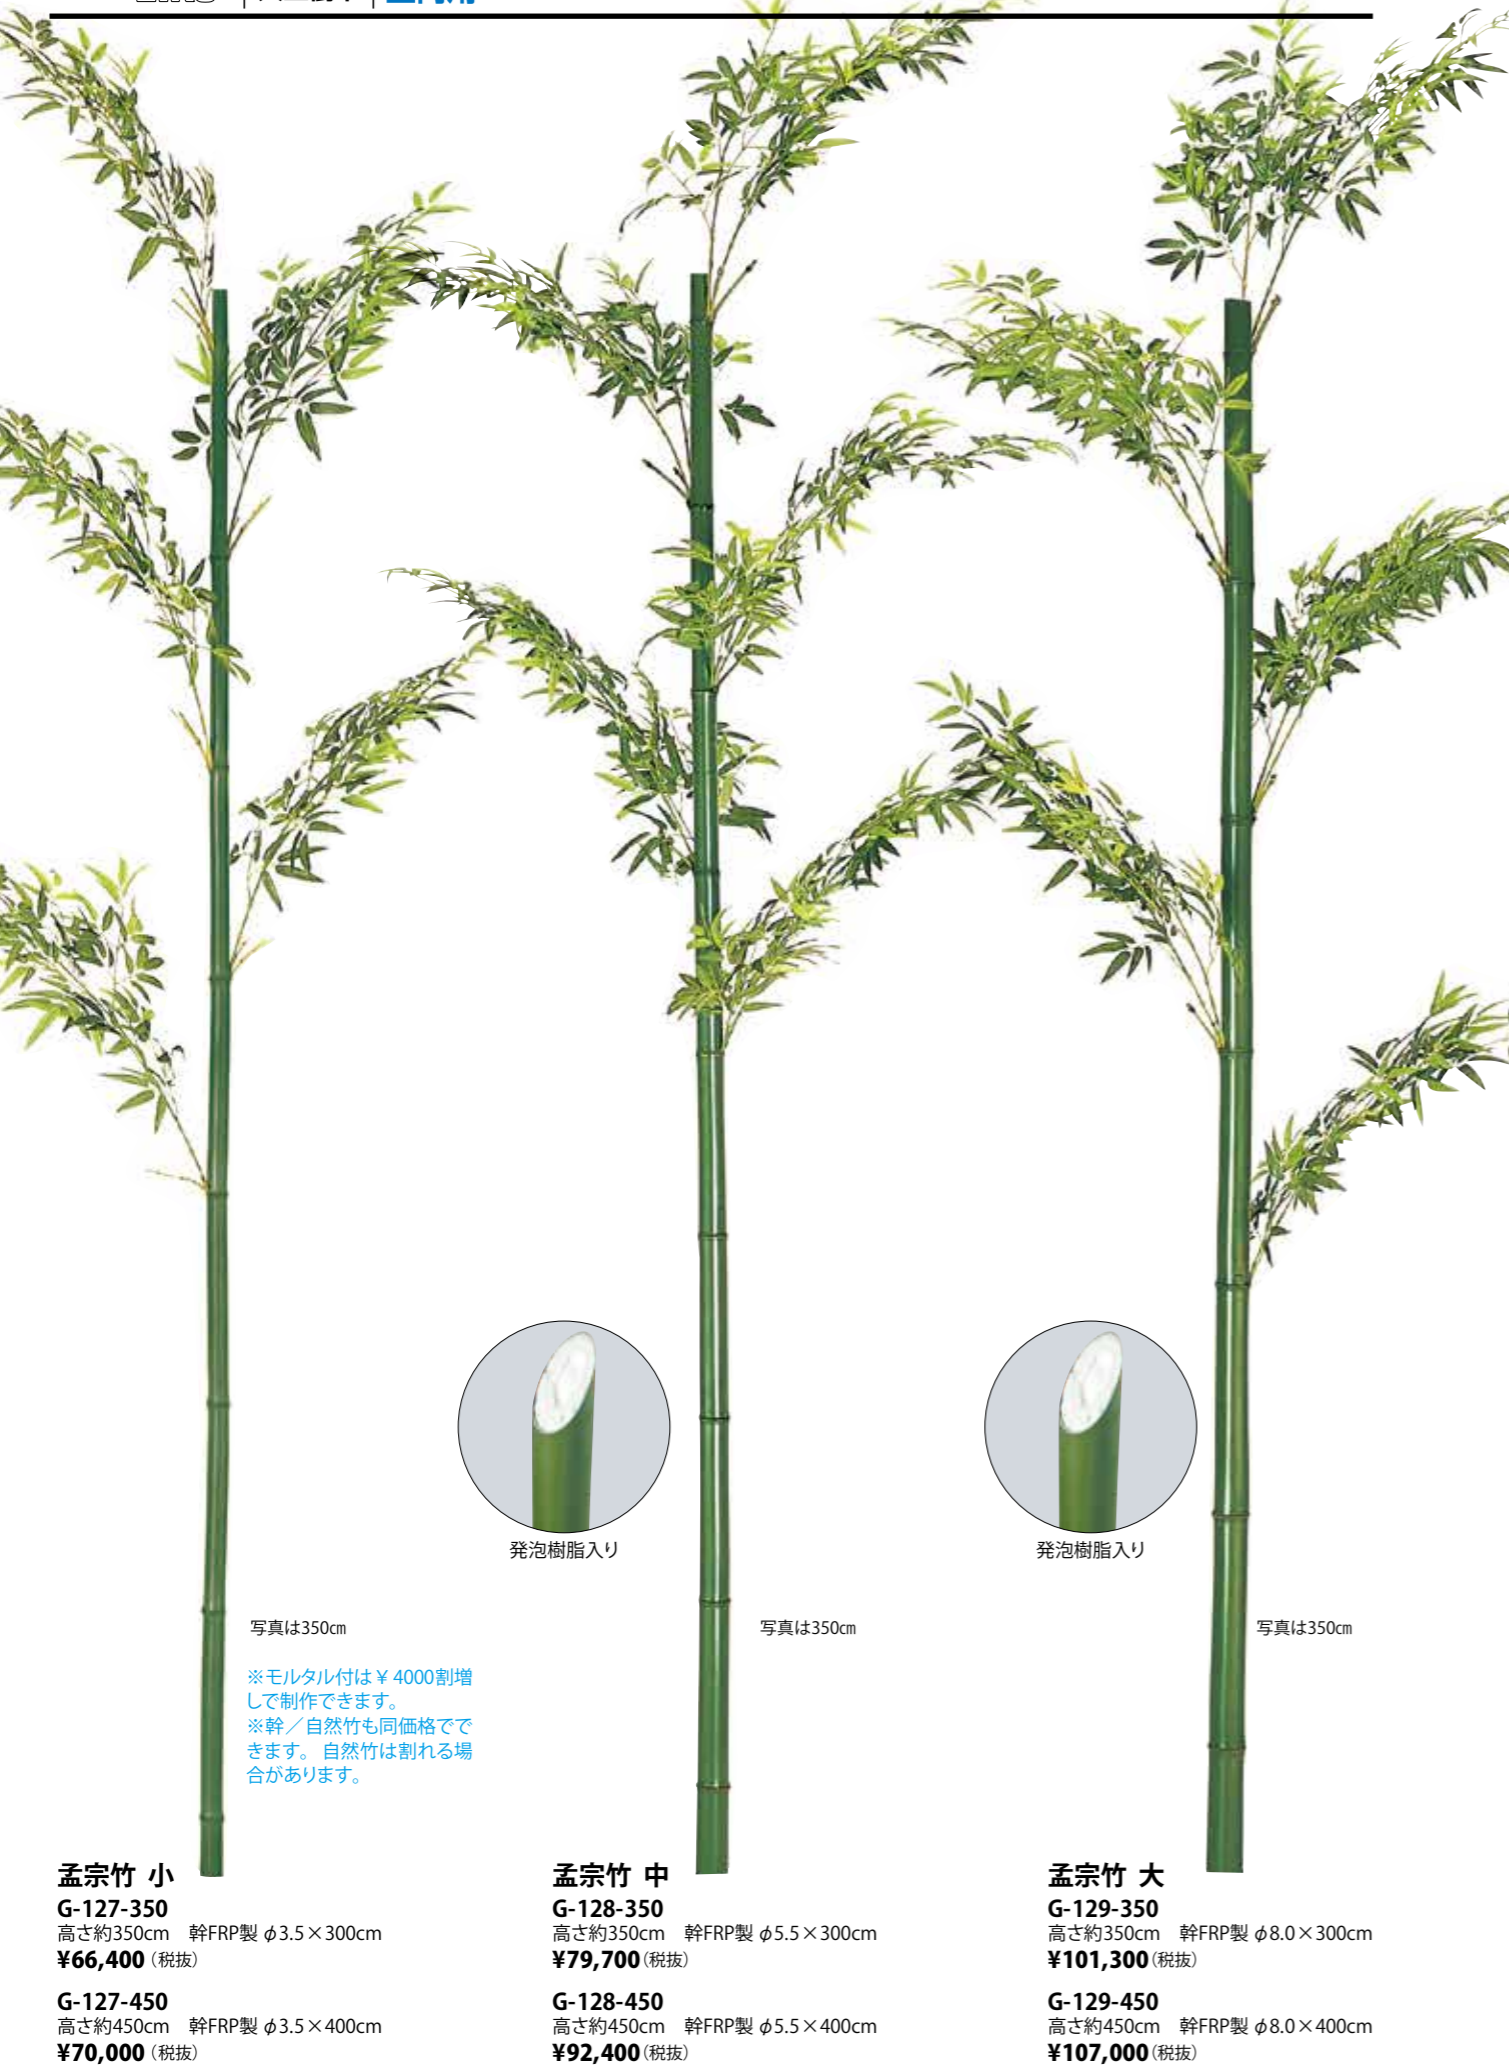 発泡樹脂入り
発泡樹脂入り
写真は350㎝
写真は350㎝
写真は350㎝
※モルタル付は¥4000割増
しで制作できます。
※幹／自然竹も同価格でで
きます。自然竹は割れる場
合があります。
孟宗竹 小
G-127-350
高さ約350cm　幹FRP製 φ3.5×300cm
¥66,400（税抜）
G-127-450
高さ約450cm　幹FRP製 φ3.5×400cm
¥70,000（税抜）
孟宗竹 中
G-128-350
高さ約350cm　幹FRP製 φ5.5×300cm
¥79,700（税抜）
G-128-450
高さ約450cm　幹FRP製 φ5.5×400cm
¥92,400（税抜）
孟宗竹 大
G-129-350
高さ約350cm　幹FRP製 φ8.0×300cm
¥101,300（税抜）
G-129-450
高さ約450cm　幹FRP製 φ8.0×400cm
¥107,000（税抜）